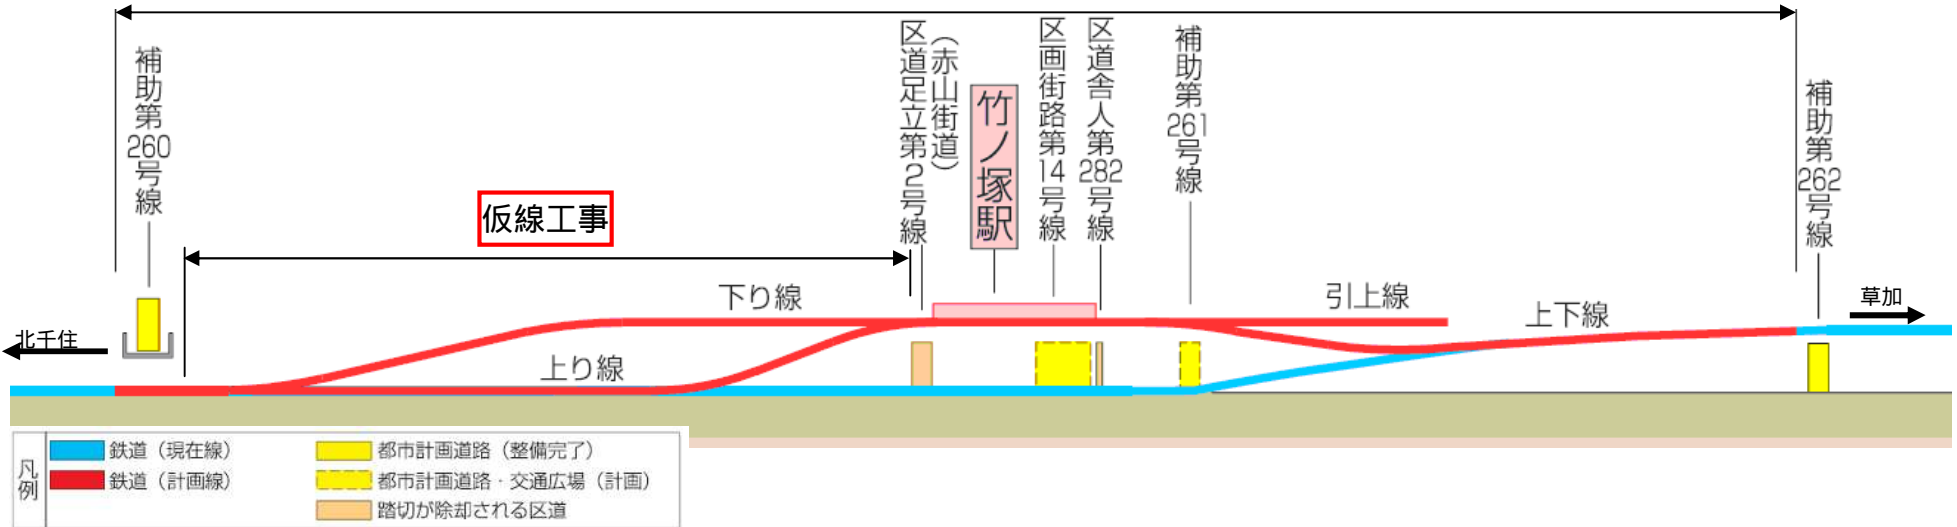 補助第260号線
仮線工事
区道足立第2号線
（赤山街道）
竹ノ塚駅
区画街路第14号線
区道舎人第282号線
補助第261号線
補助第262号線
北千住
草加
下り線
上り線
引上線
上下線
凡例
鉄道（現在線）
鉄道（計画線）
都市計画道路（整備完了）
都市計画道路・交通広場（計画）
踏切が除却される区道